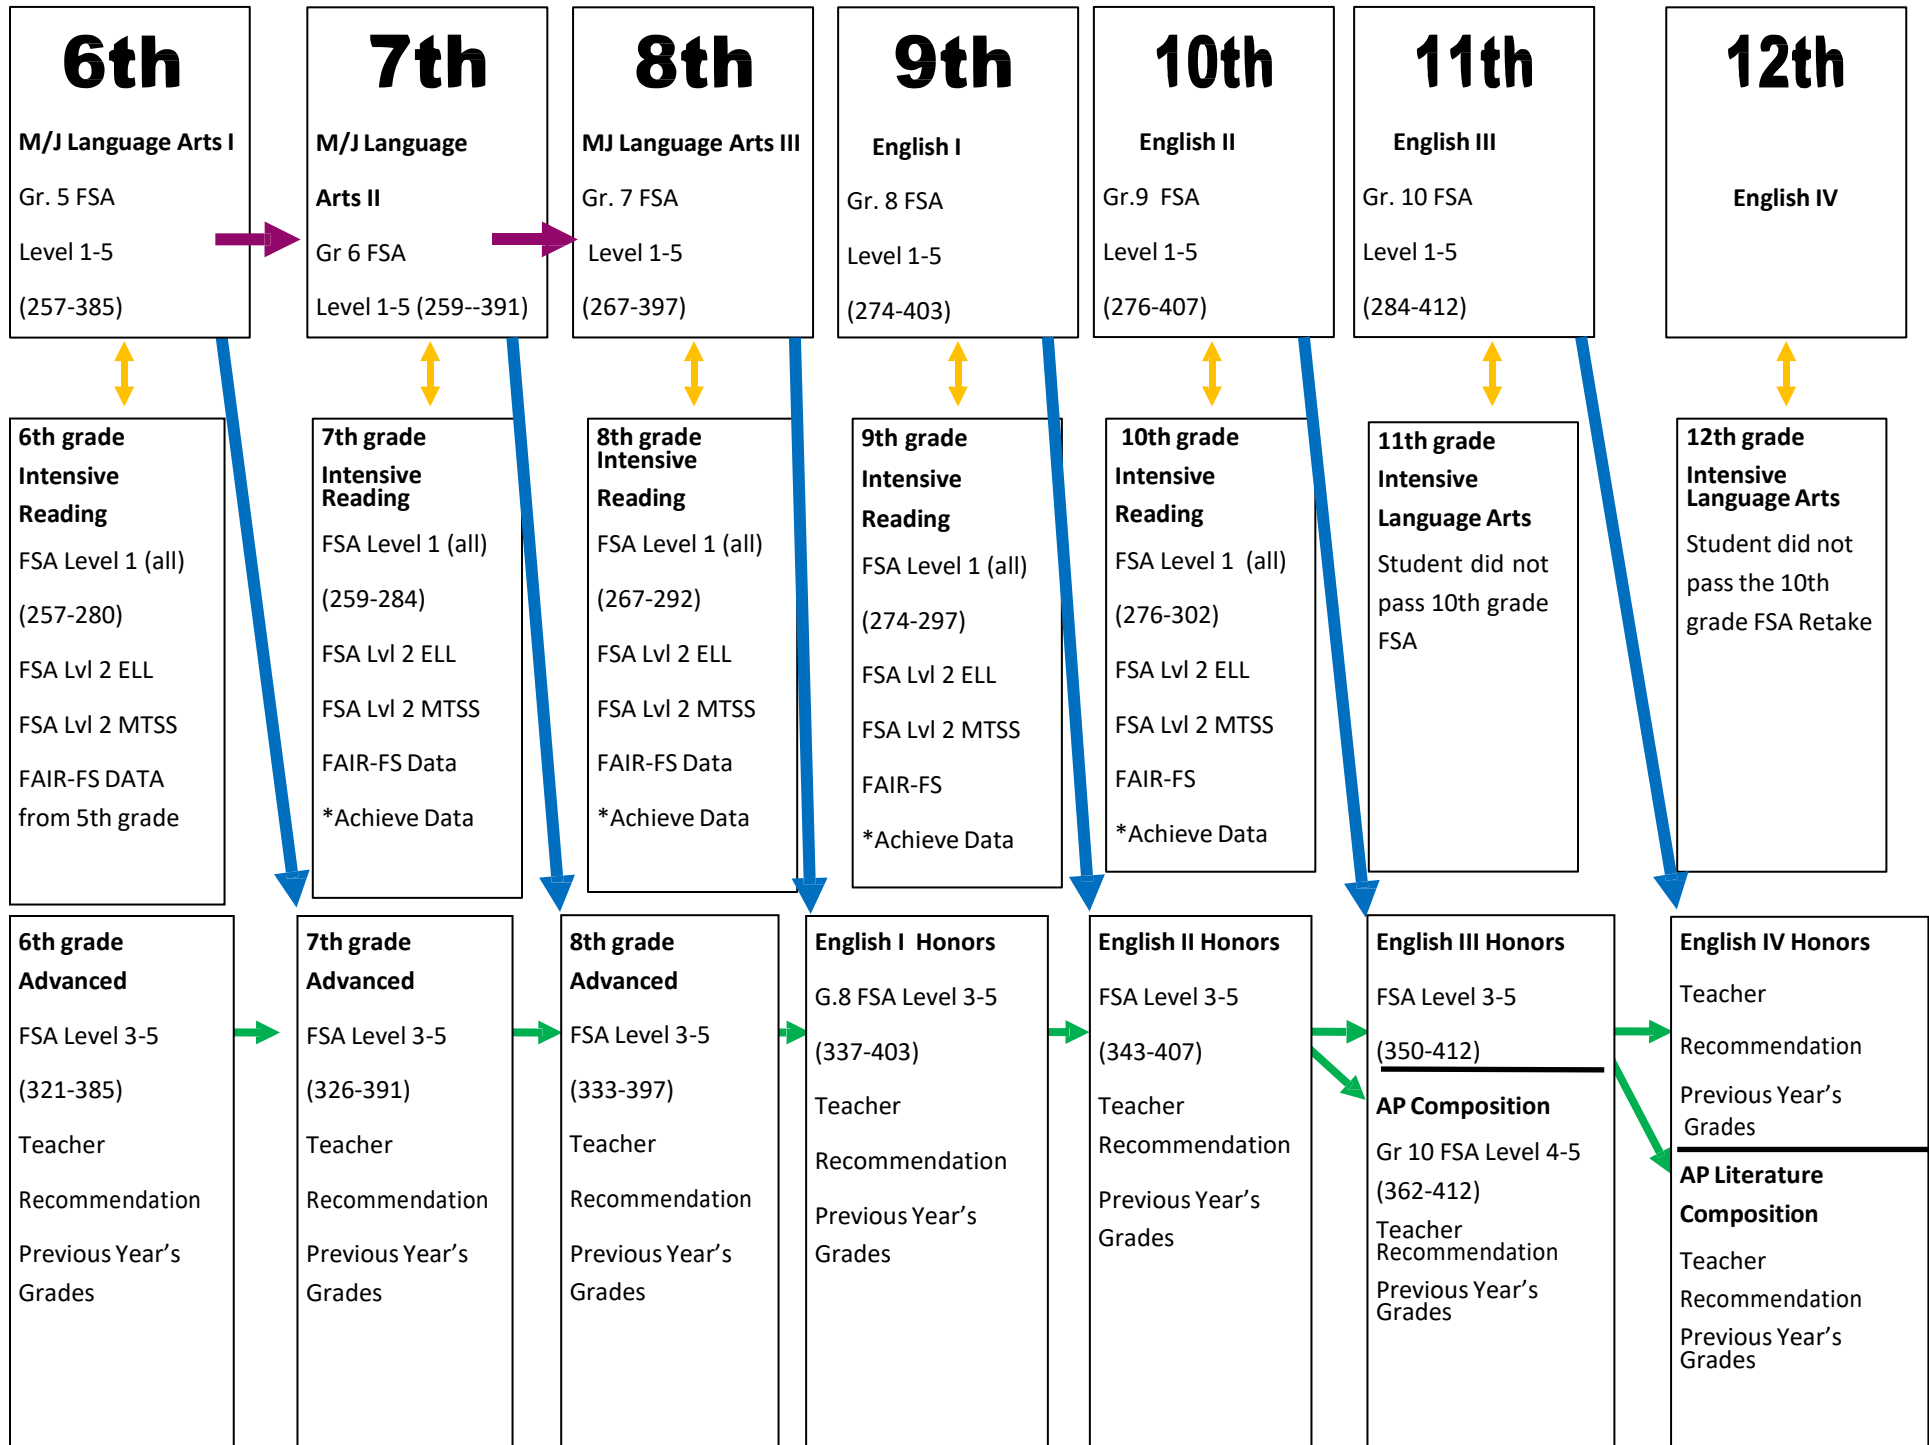 6th
M/J Language Arts I
Gr. 5 FSA
Level 1-5
(257-385)
7th
M/J Language
Arts II
Gr 6 FSA
Level 1-5 (259--391)
8th
MJ Language Arts III
Gr. 7 FSA
Level 1-5
(267-397)
9th
English I
Gr. 8 FSA
Level 1-5
(274-403)
10th
English II
Gr.9 FSA
Level 1-5
(276-407)
11th
English III
Gr. 10 FSA
Level 1-5
(284-412)
12th
English IV
6th grade
Intensive
Reading
FSA Level 1 (all)
(257-280)
FSA Lvl 2 ELL
FSA Lvl 2 MTSS
FAIR-FS DATA
from 5th grade
7th grade
Intensive
Reading
FSA Level 1 (all)
(259-284)
FSA Lvl 2 ELL
FSA Lvl 2 MTSS
FAIR-FS Data
*Achieve Data
8th grade
Intensive
Reading
FSA Level 1 (all)
(267-292)
FSA Lvl 2 ELL
FSA Lvl 2 MTSS
FAIR-FS Data
*Achieve Data
9th grade
Intensive
Reading
FSA Level 1 (all)
(274-297)
FSA Lvl 2 ELL
FSA Lvl 2 MTSS
FAIR-FS
*Achieve Data
10th grade
Intensive
Reading
FSA Level 1 (all)
(276-302)
FSA Lvl 2 ELL
FSA Lvl 2 MTSS
FAIR-FS
*Achieve Data
11th grade
Intensive
Language Arts
Student did not
pass 10th grade
FSA
12th grade
Intensive
Language Arts
Student did not
pass the 10th
grade FSA Retake
6th grade
Advanced
FSA Level 3-5
(321-385)
Teacher
Recommendation
Previous Year's
Grades
7th grade
Advanced
FSA Level 3-5
(326-391)
Teacher
Recommendation
Previous Year's
Grades
8th grade
Advanced
FSA Level 3-5
(333-397)
Teacher
Recommendation
Previous Year's
Grades
English I Honors
G.8 FSA Level 3-5
(337-403)
Teacher
Recommendation
Previous Year's
Grades
English II Honors
FSA Level 3-5
(343-407)
Teacher
Recommendation
Previous Year's
Grades
English III Honors
FSA Level 3-5
(350-412)
AP Composition
Gr 10 FSA Level 4-5
(362-412)
Teacher
Recommendation
Previous Year's
Grades
English IV Honors
Teacher
Recommendation
Previous Year's
Grades
AP Literature
Composition
Teacher
Recommendation
Previous Year's
Grades